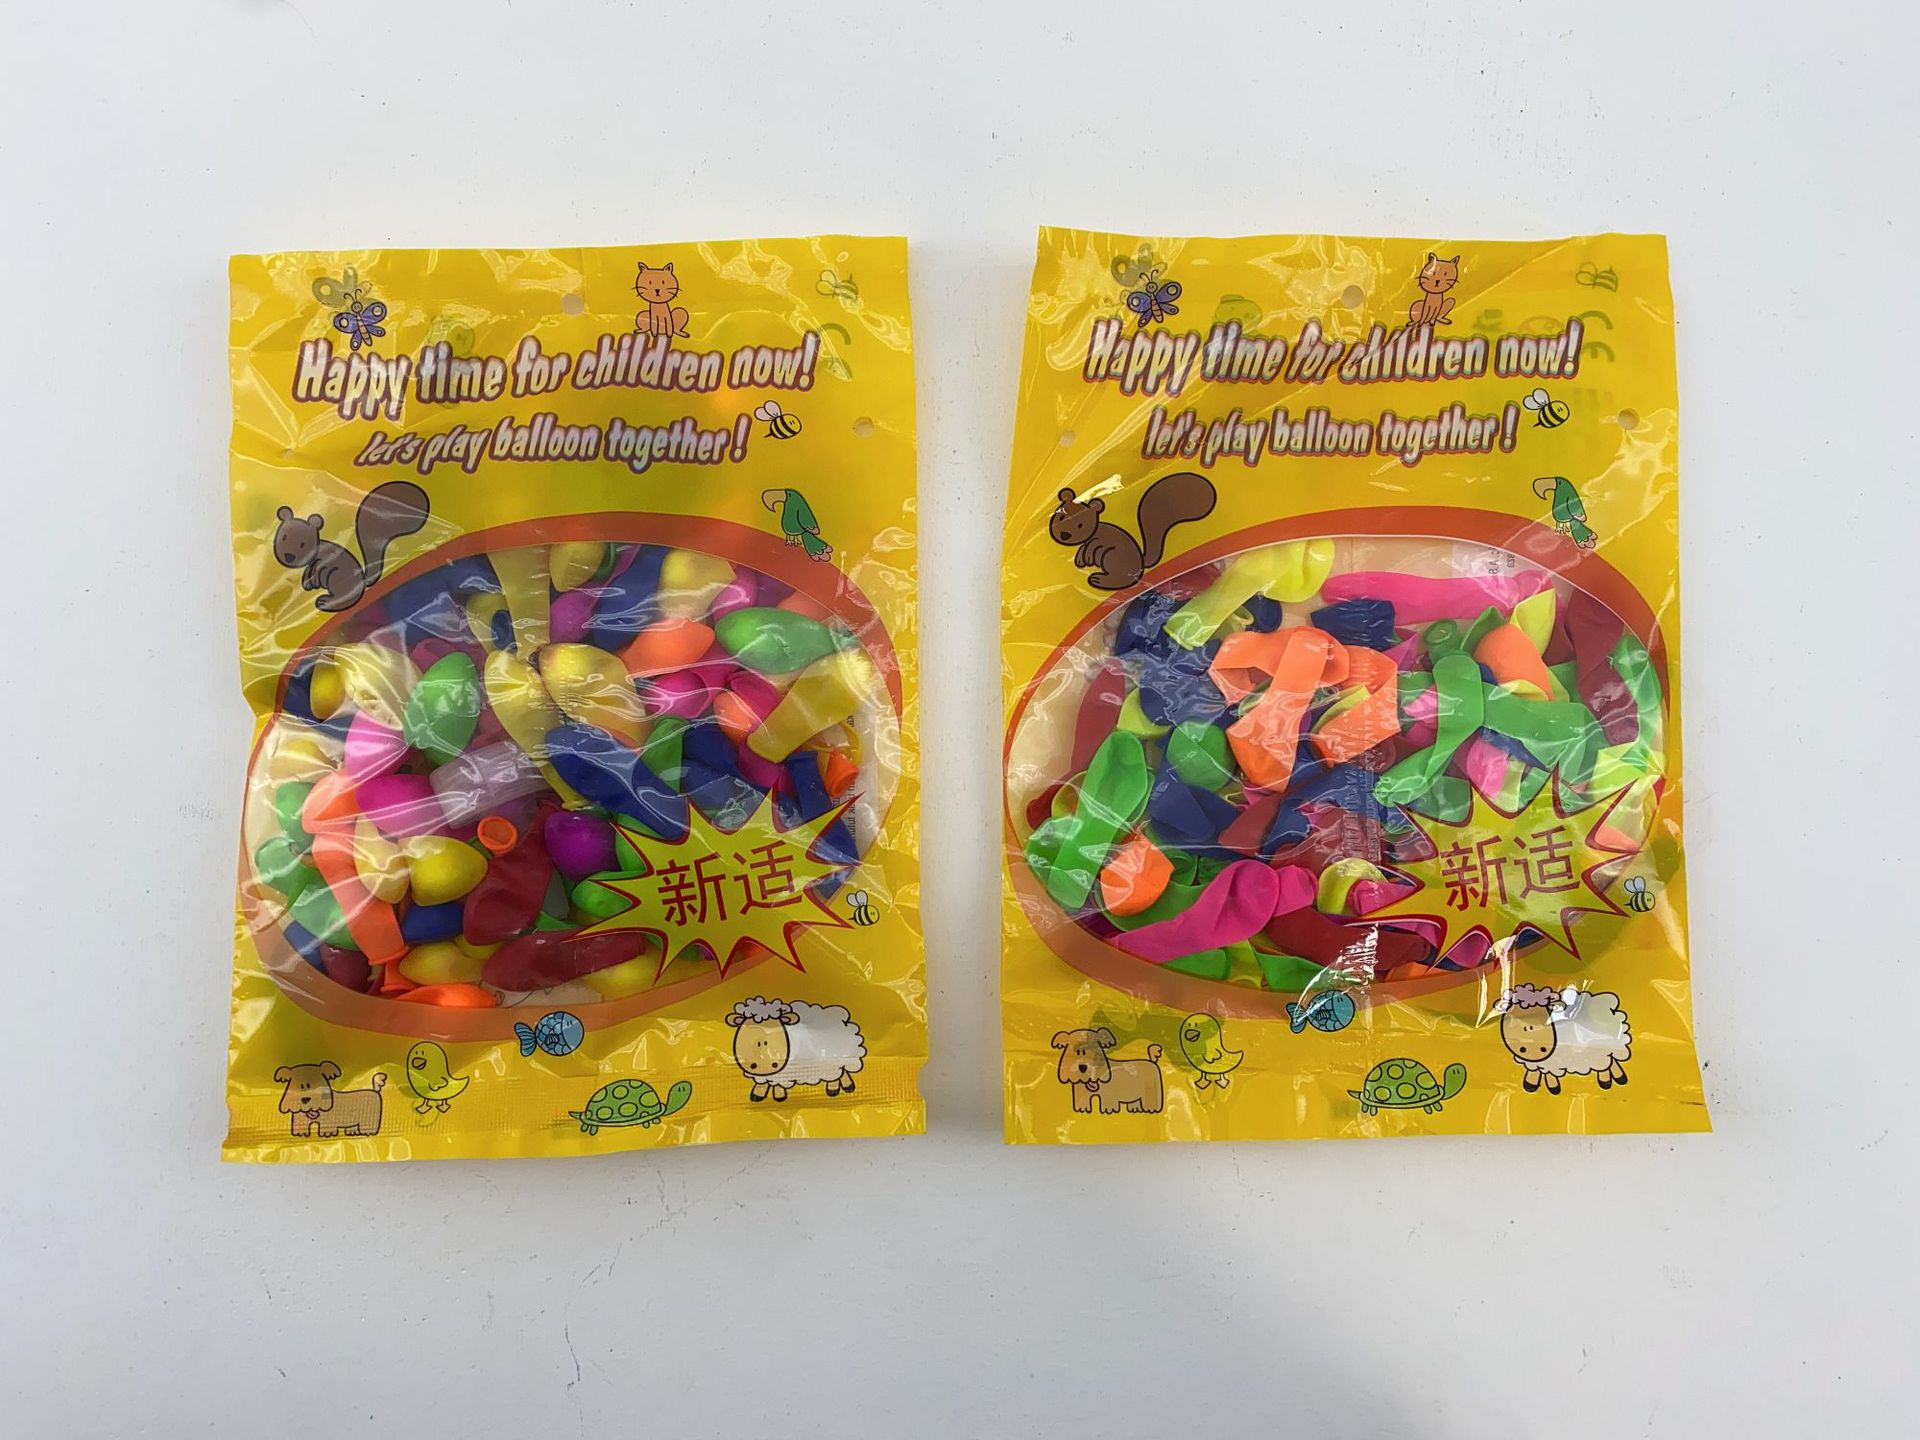 Happy time for children now!
let's play balloon together!
新适
Happy time for children now!
let's play balloon together!
新适